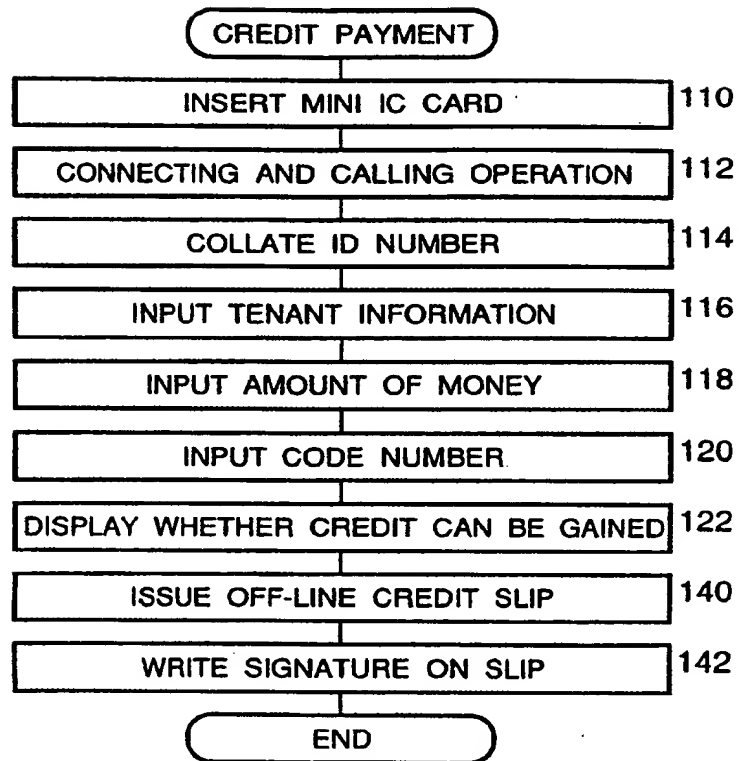 CREDIT PAYMENT
INSERT MINI IC CARD 110
CONNECTING AND CALLING OPERATION 112
COLLATE ID NUMBER 114
INPUT TENANT INFORMATION 116
INPUT AMOUNT OF MONEY 118
INPUT CODE NUMBER 120
DISPLAY WHETHER CREDIT CAN BE GAINED 122
ISSUE OFF-LINE CREDIT SLIP 140
WRITE SIGNATURE ON SLIP 142
END